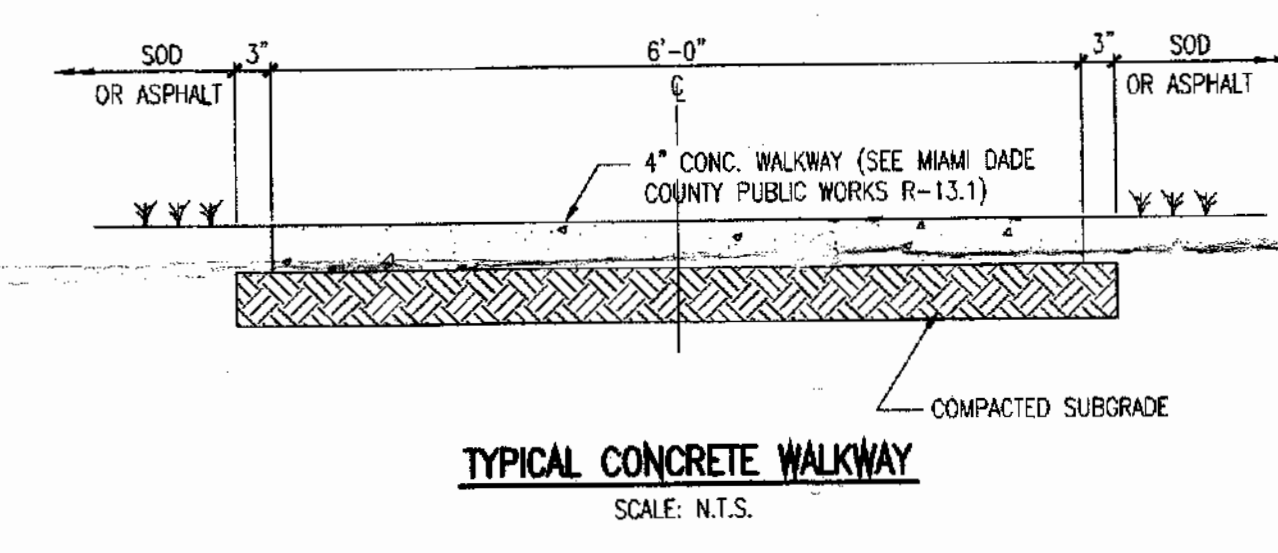 SOD 3" 6'-0" 3" SOD
OR ASPHALT ℄ OR ASPHALT
4" CONC. WALKWAY (SEE MIAMI DADE
COUNTY PUBLIC WORKS R-13.1)
COMPACTED SUBGRADE
TYPICAL CONCRETE WALKWAY
SCALE: N.T.S.